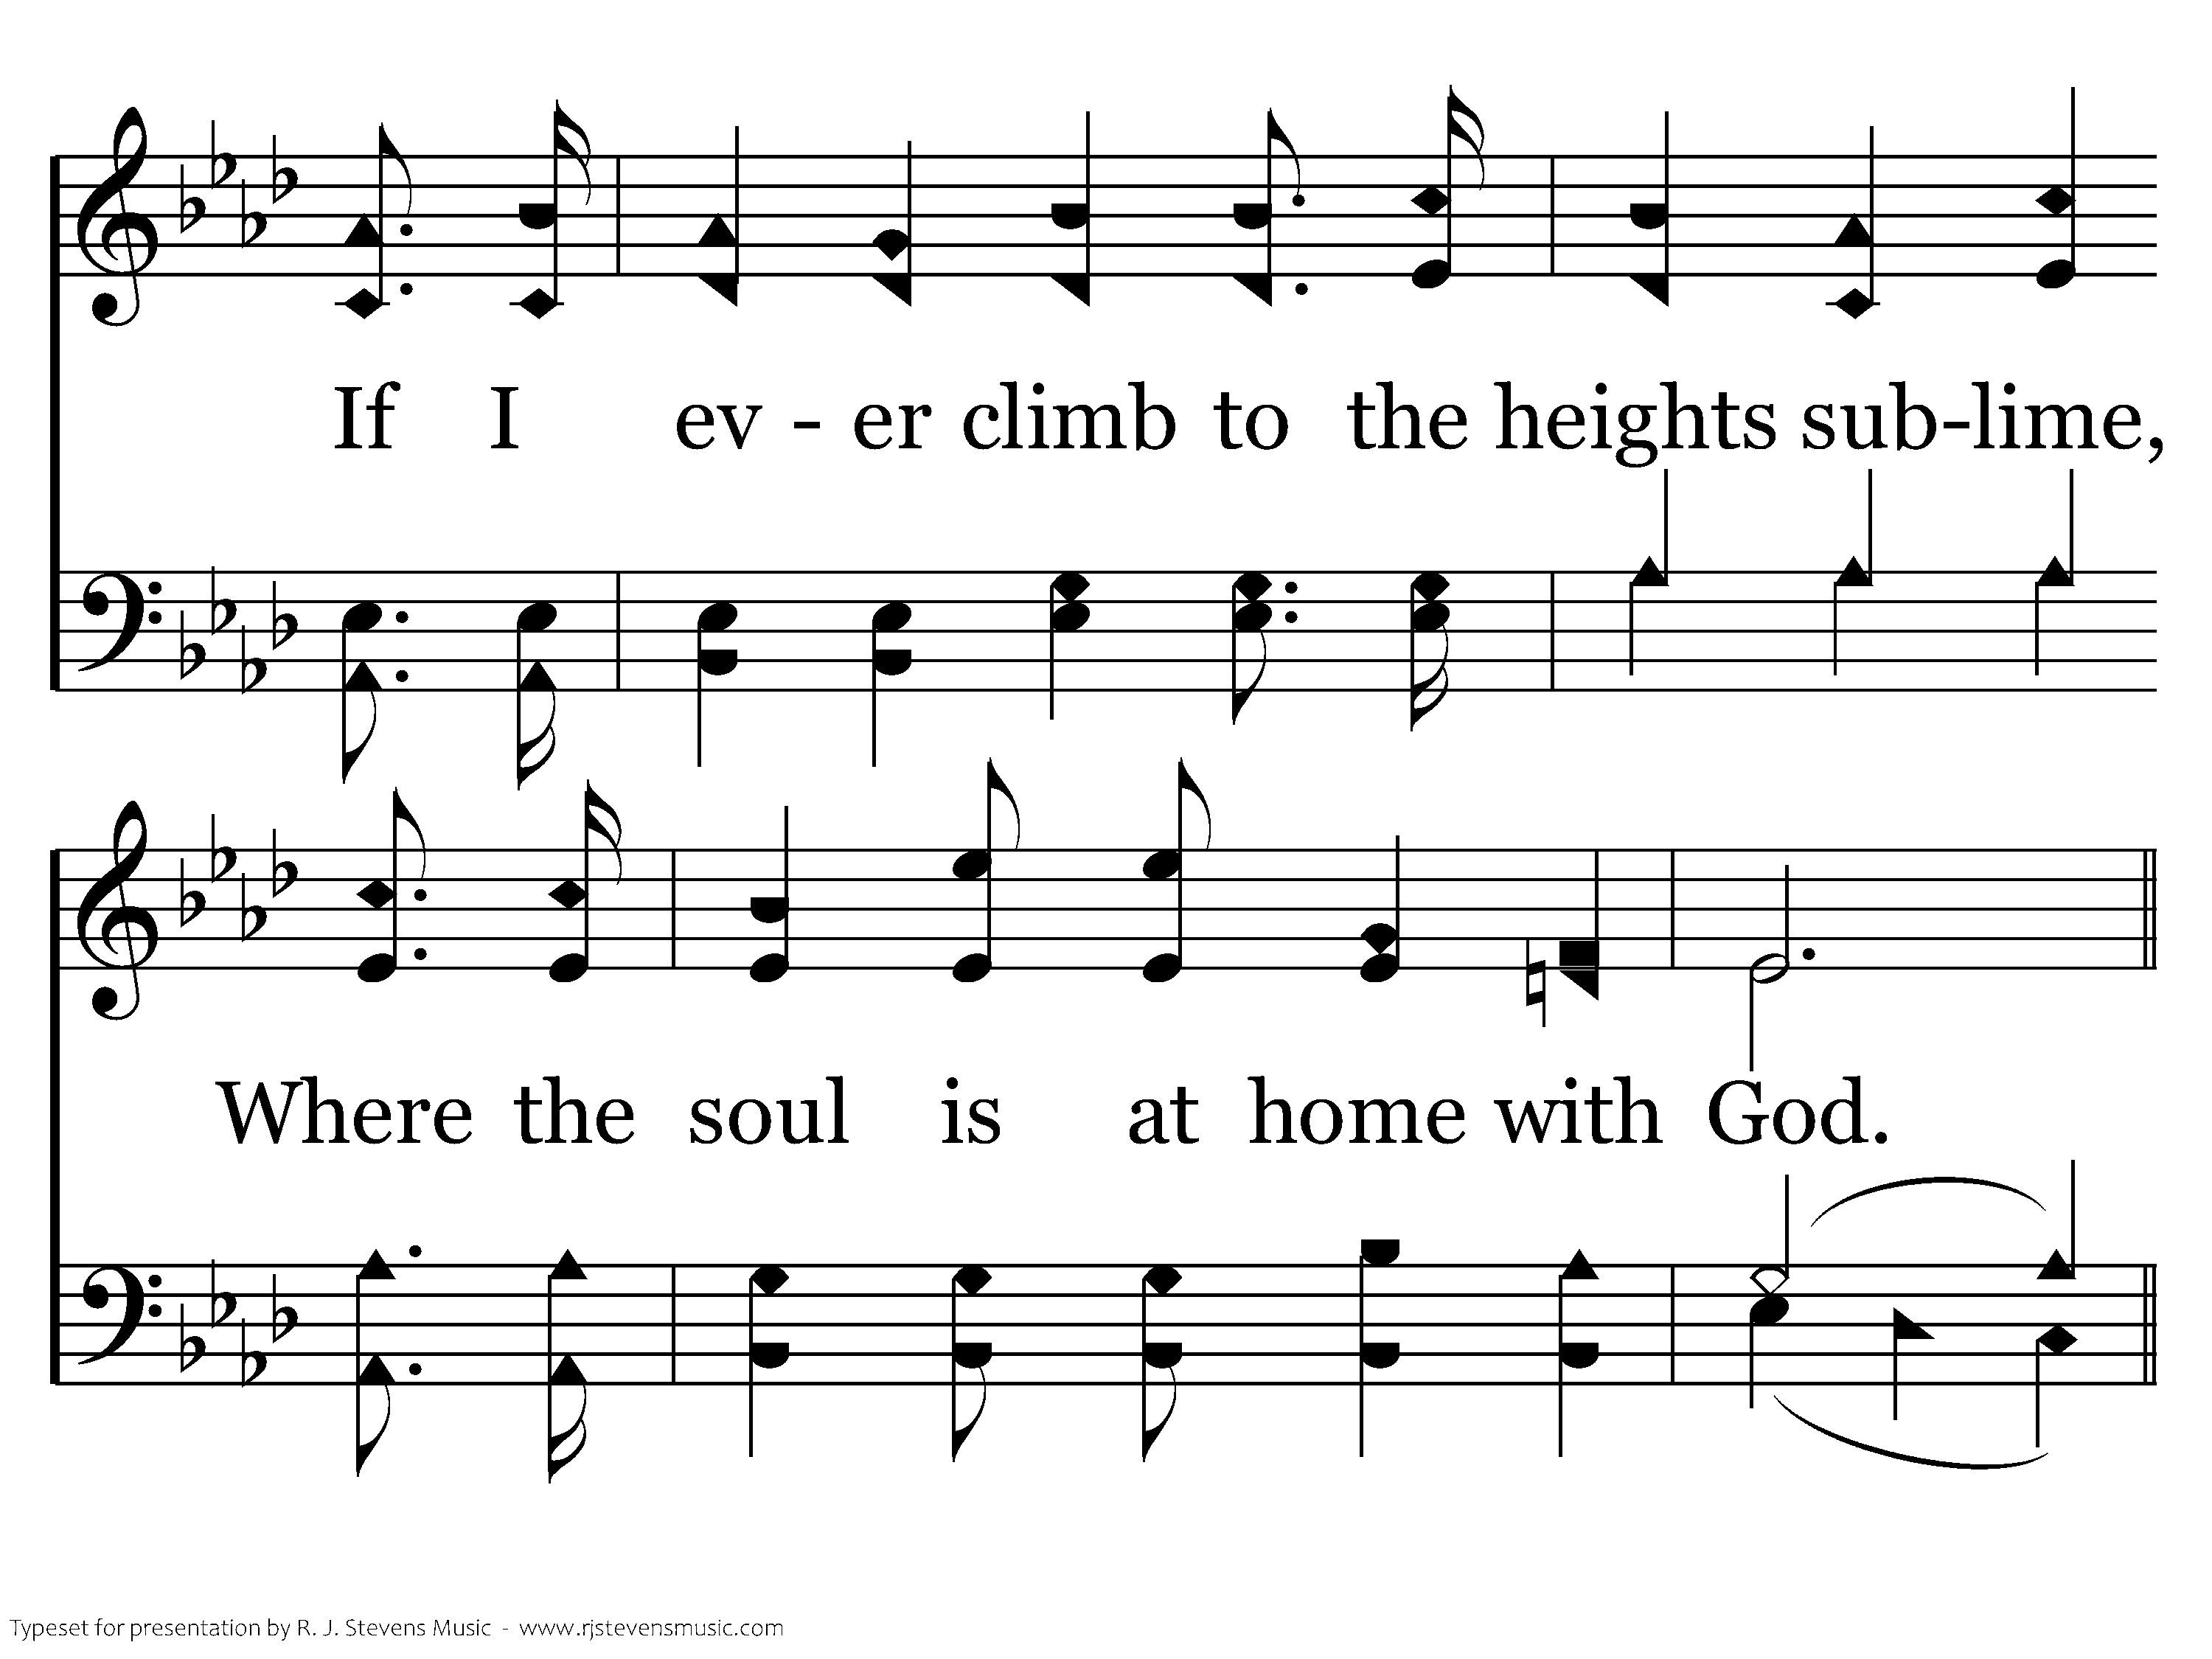 If I ev - er climb to the heights sub-lime,
Where the soul is at home with God.
Typeset for presentation by R. J. Stevens Music - www.rjstevensmusic.com